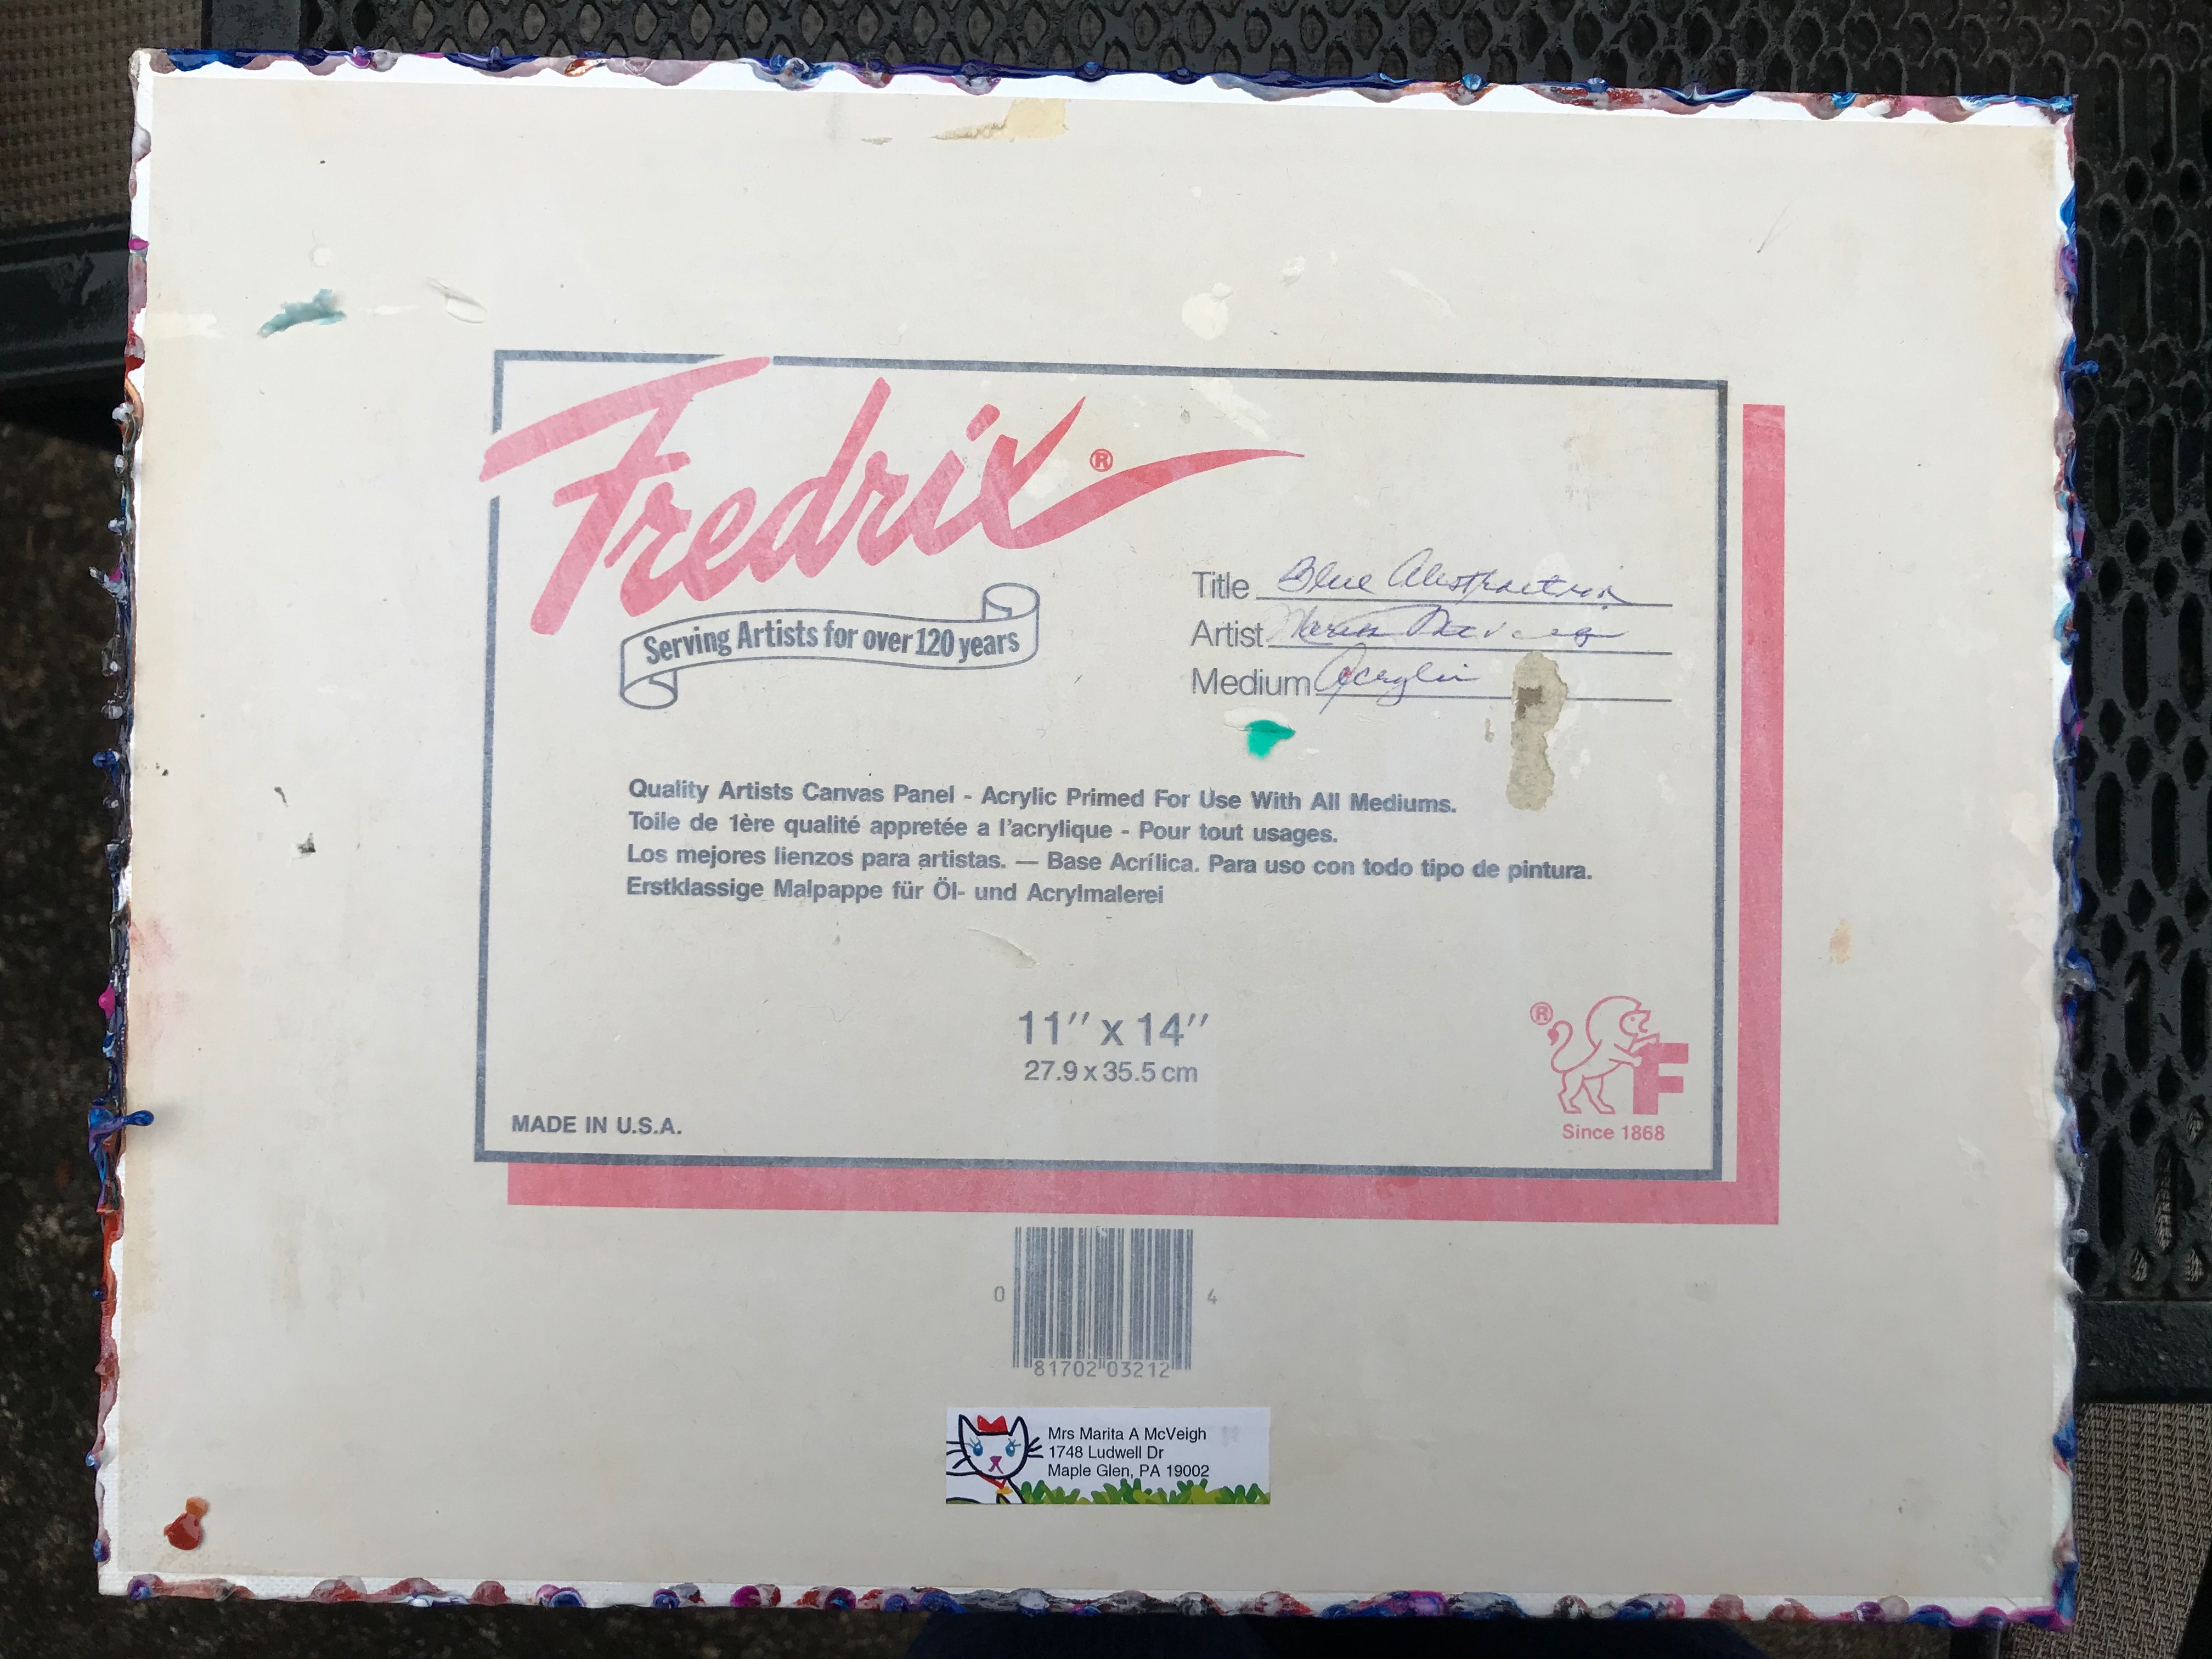 Fredrix®
Serving Artists for over 120 years
Title Blue Abstraction
Artist Marita McVeigh
Medium Acrylic
Quality Artists Canvas Panel - Acrylic Primed For Use With All Mediums.
Toile de 1ère qualité appretée a l'acrylique - Pour tout usages.
Los mejores lienzos para artistas. — Base Acrílica. Para uso con todo tipo de pintura.
Erstklassige Malpappe für Öl- und Acrylmalerei
11" x 14"
27.9 x 35.5 cm
MADE IN U.S.A.
® F
Since 1868
0 81702 03212 4
Mrs Marita A McVeigh
1748 Ludwell Dr
Maple Glen, PA 19002